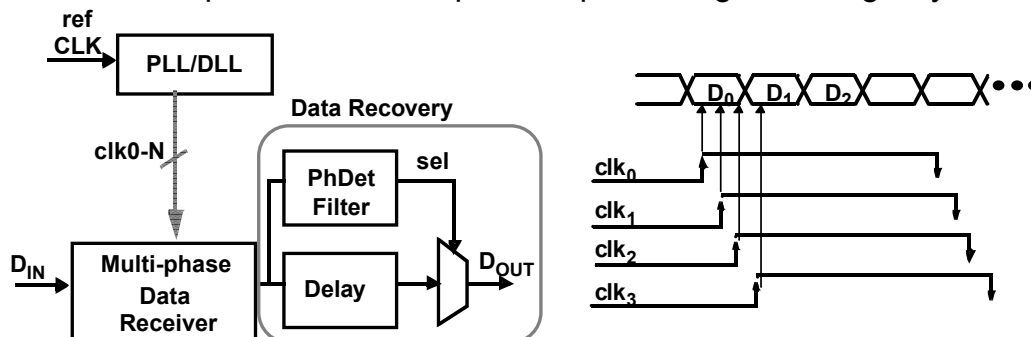 ref
CLK
PLL/DLL
clk0-N
Data Recovery
PhDet
Filter
sel
DIN
Multi-phase
Data
Receiver
Delay
DOUT
D0 D1 D2
clk0
clk1
clk2
clk3